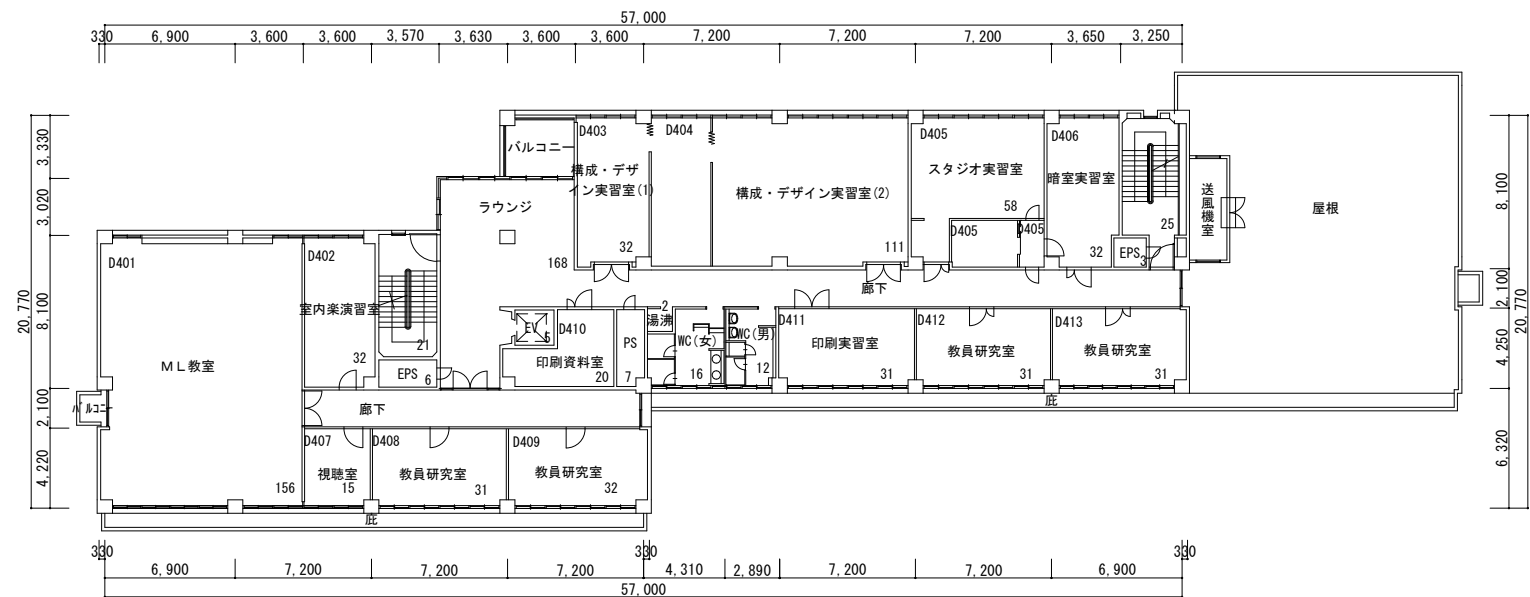 57,000
330 6,900 3,600 3,600 3,570 3,630 3,600 3,600 7,200 7,200 7,200 3,650 3,250
20,770
3,330
3,020
8,100
2,100
4,220
バルコニー
D403
構成・デザ
イン実習室(1)
32
D404
構成・デザイン実習室(2)
111
D405
スタジオ実習室
58
D405
D405
D406
暗室実習室
32
25
EPS
3
送風機室
屋根
ラウンジ
168
廊下
D401
ML教室
156
D402
室内楽演習室
32
21
EPS
6
EV
5
D410
印刷資料室
20
PS
7
2
湯沸
WC(女)
16
WC(男)
12
D411
印刷実習室
31
D412
教員研究室
31
D413
教員研究室
31
庇
バルコニー
廊下
D407
視聴室
15
D408
教員研究室
31
D409
教員研究室
32
庇
8,100
2,100
4,250
6,320
20,770
330 330 330
6,900 7,200 7,200 7,200 4,310 2,890 7,200 7,200 6,900
57,000